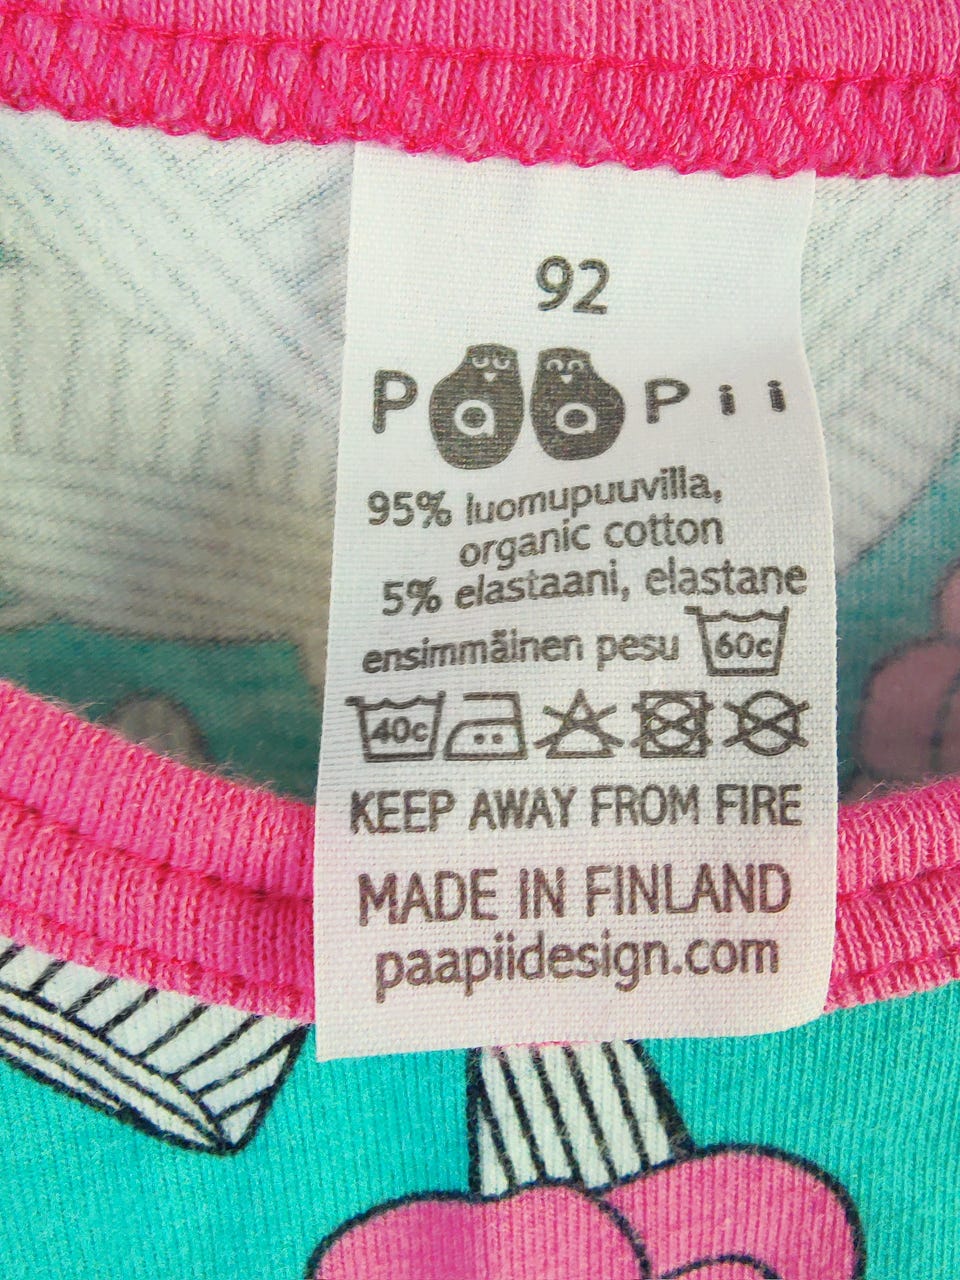 92
PaaPii
95% luomupuuvilla,
organic cotton
5% elastaani, elastane
ensimmäinen pesu 60c
40c
KEEP AWAY FROM FIRE
MADE IN FINLAND
paapiidesign.com